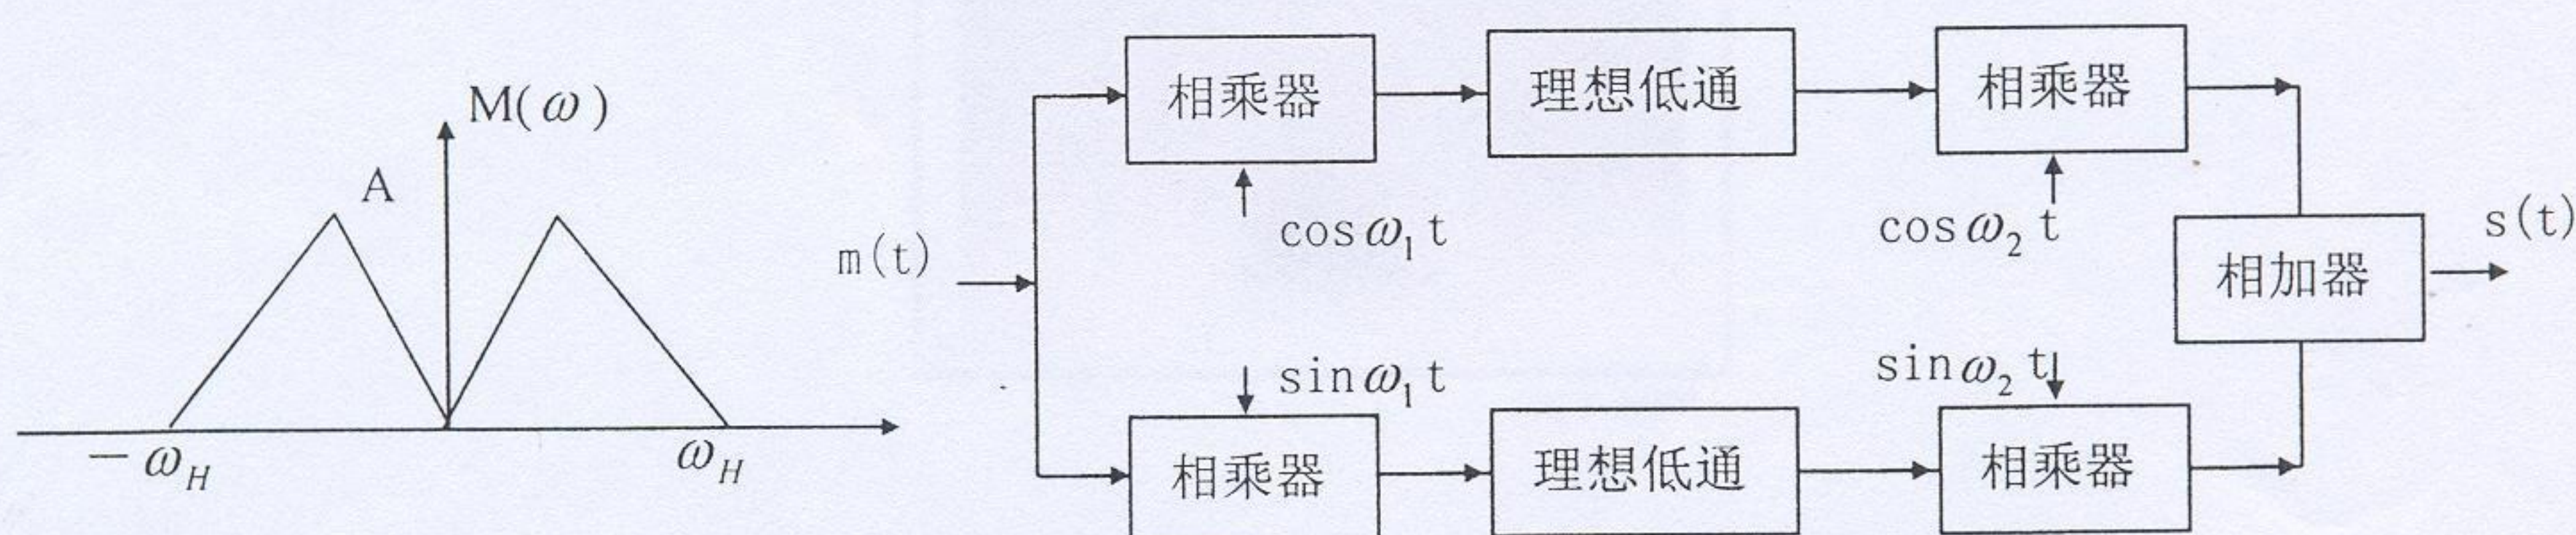 M(ω)
A
−ω_H
ω_H
m(t)
相乘器
理想低通
相乘器
cosω₁t
cosω₂t
相加器
s(t)
sinω₁t
sinω₂t
相乘器
理想低通
相乘器